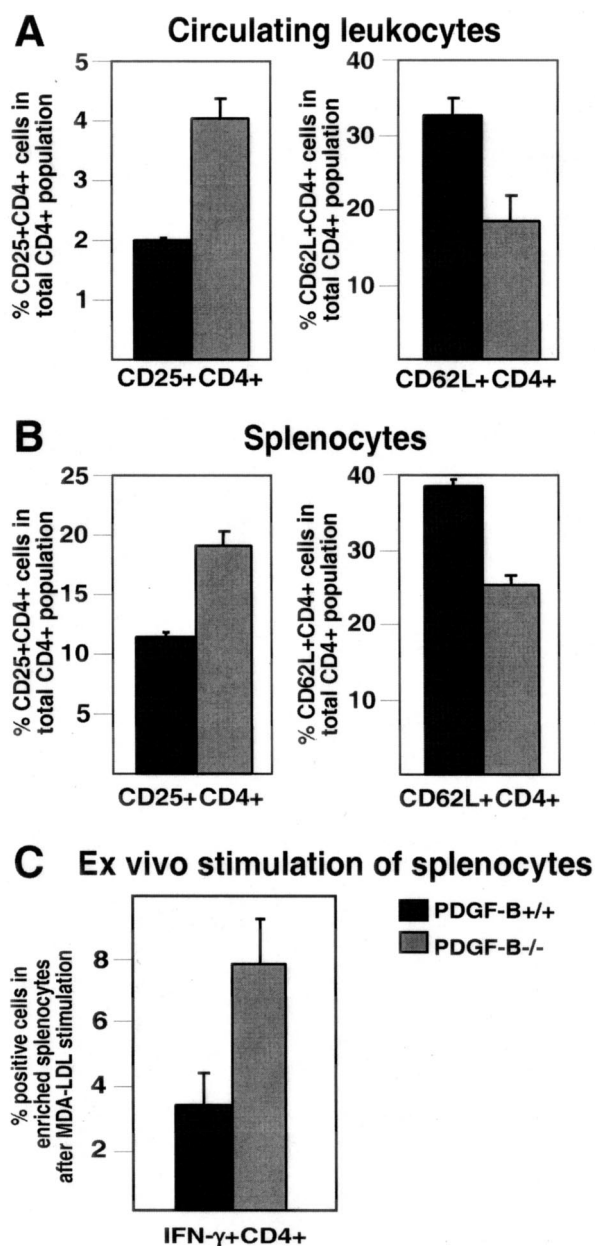 A Circulating leukocytes
% CD25+CD4+ cells in
total CD4+ population
5
4
3
2
1
CD25+CD4+
% CD62L+CD4+ cells in
total CD4+ population
40
30
20
10
CD62L+CD4+
B Splenocytes
% CD25+CD4+ cells in
total CD4+ population
25
20
15
10
5
CD25+CD4+
% CD62L+CD4+ cells in
total CD4+ population
40
30
20
10
CD62L+CD4+
C Ex vivo stimulation of splenocytes
% positive cells in
enriched splenocytes
after MDA-LDL stimulation
8
6
4
2
IFN-γ+CD4+
PDGF-B+/+
PDGF-B-/-